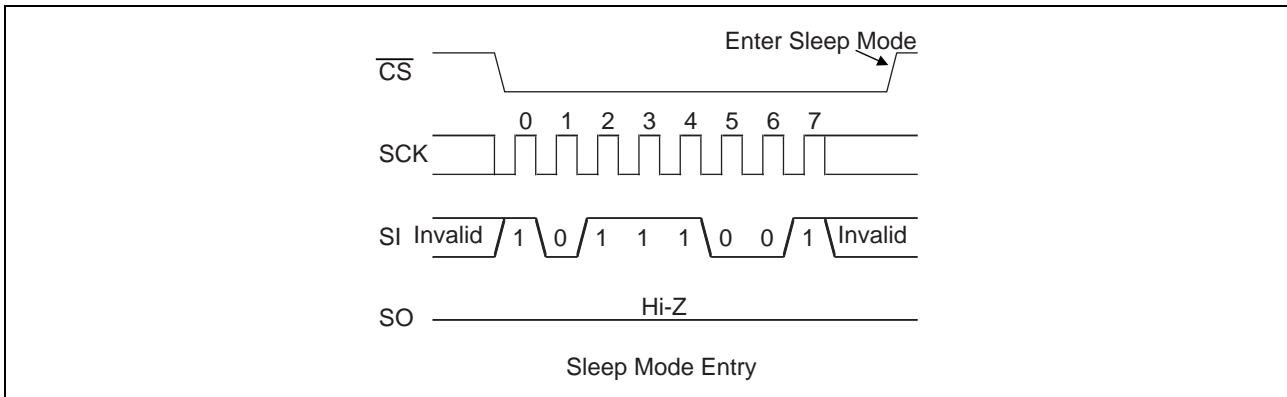 Enter Sleep Mode
CS
0 1 2 3 4 5 6 7
SCK
SI Invalid 1 0 1 1 1 0 0 1 Invalid
Hi-Z
SO
Sleep Mode Entry